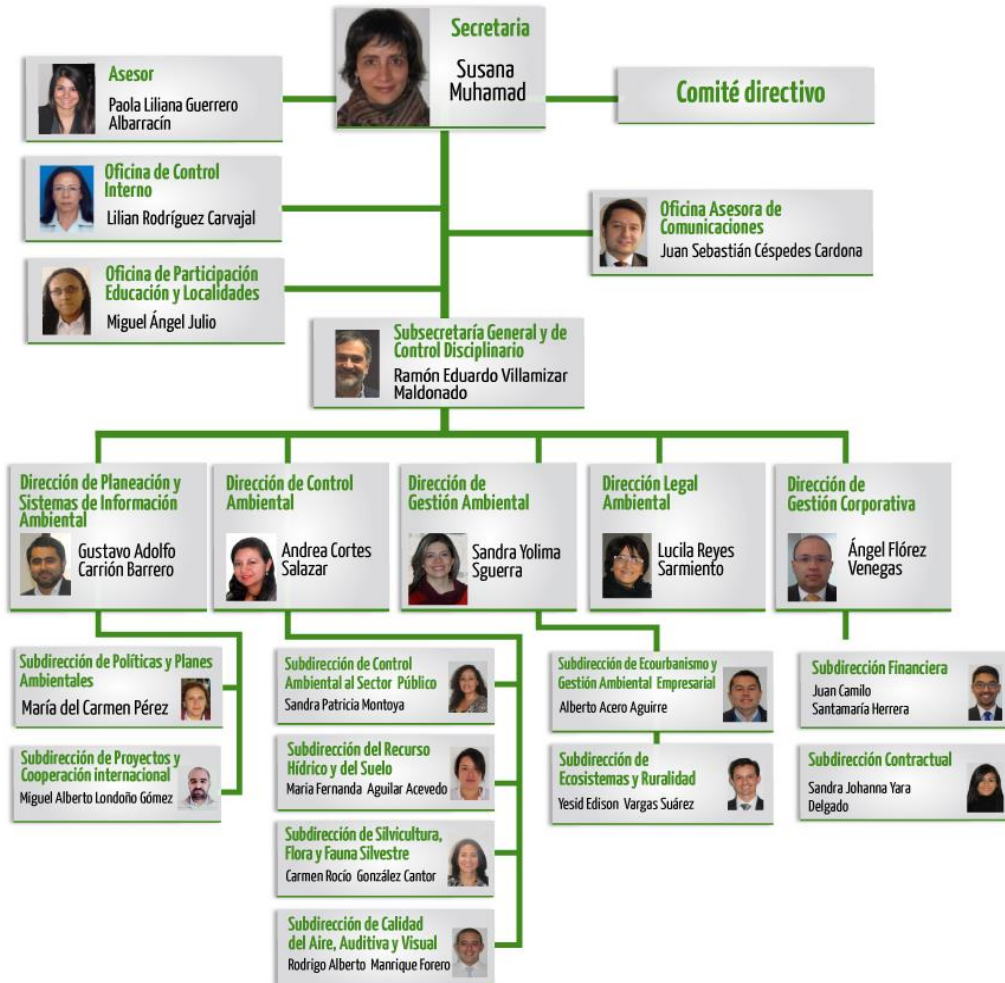 Secretaria
Susana
Muhamad
Asesor
Paola Liliana Guerrero
Albarracín
Comité directivo
Oficina de Control
Interno
Lilian Rodríguez Carvajal
Oficina Asesora de
Comunicaciones
Juan Sebastián Céspedes Cardona
Oficina de Participación
Educación y Localidades
Miguel Ángel Julio
Subsecretaría General y de
Control Disciplinario
Ramón Eduardo Villamizar
Maldonado
Dirección de Planeación y
Sistemas de Información
Ambiental
Gustavo Adolfo
Carrión Barrero
Dirección de Control
Ambiental
Andrea Cortes
Salazar
Dirección de
Gestión Ambiental
Sandra Yolima
Sguerra
Dirección Legal
Ambiental
Lucila Reyes
Sarmiento
Dirección de
Gestión Corporativa
Ángel Flórez
Venegas
Subdirección de Políticas y Planes
Ambientales
María del Carmen Pérez
Subdirección de Proyectos y
Cooperación internacional
Miguel Alberto Londoño Gómez
Subdirección de Control
Ambiental al Sector Público
Sandra Patricia Montoya
Subdirección del Recurso
Hídrico y del Suelo
Maria Fernanda Aguilar Acevedo
Subdirección de Silvicultura,
Flora y Fauna Silvestre
Carmen Rocío González Cantor
Subdirección de Calidad
del Aire, Auditiva y Visual
Rodrigo Alberto Manrique Forero
Subdirección de Ecourbanismo y
Gestión Ambiental Empresarial
Alberto Acero Aguirre
Subdirección de
Ecosistemas y Ruralidad
Yesid Edison Vargas Suárez
Subdirección Financiera
Juan Camilo
Santamaría Herrera
Subdirección Contractual
Sandra Johanna Yara
Delgado